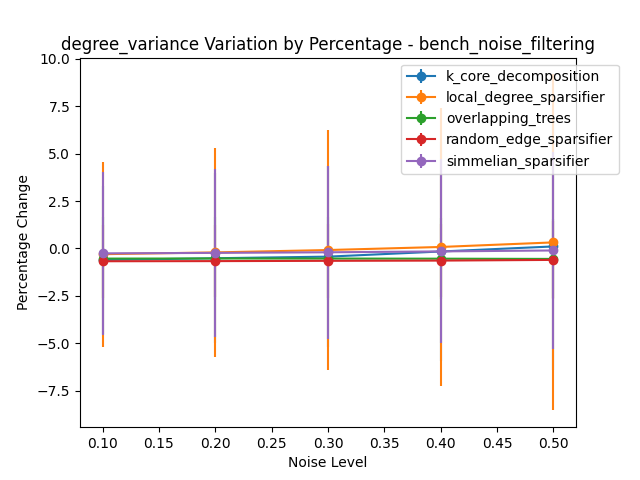 degree_variance Variation by Percentage - bench_noise_filtering
10.0
7.5
5.0
2.5
0.0
−2.5
−5.0
−7.5
Percentage Change
k_core_decomposition
local_degree_sparsifier
overlapping_trees
random_edge_sparsifier
simmelian_sparsifier
0.10 0.15 0.20 0.25 0.30 0.35 0.40 0.45 0.50
Noise Level